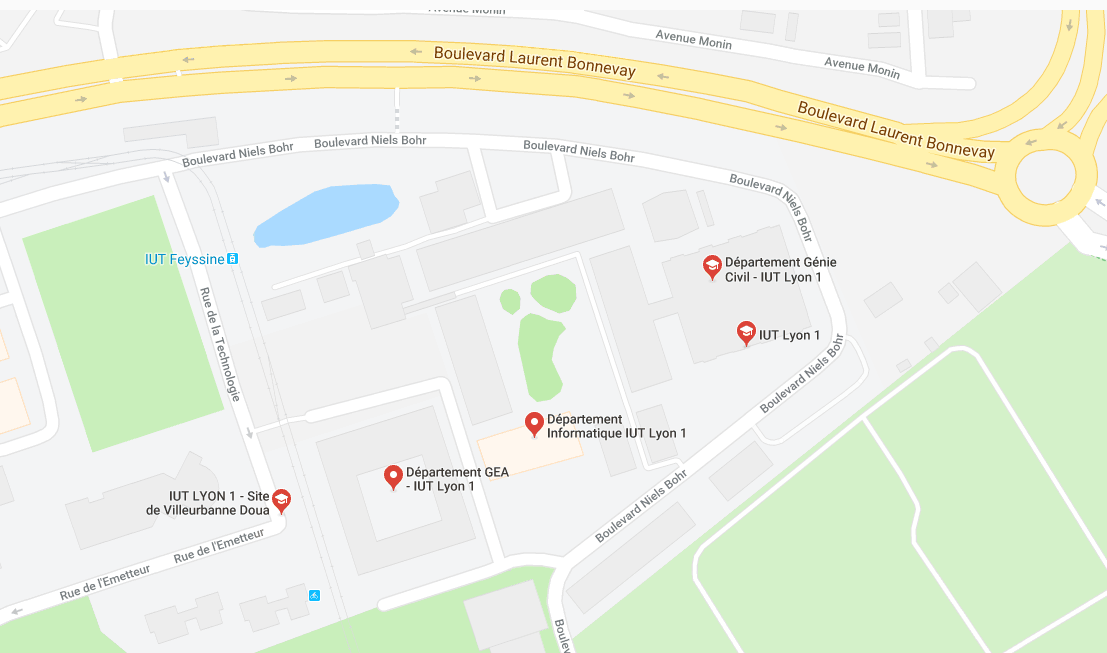 Avenue Monin
Avenue Monin
Boulevard Laurent Bonnevay
Avenue Monin
Boulevard Laurent Bonnevay
Boulevard Niels Bohr
Boulevard Niels Bohr
Boulevard Niels Bohr
Boulevard Niels Bohr
IUT Feyssine
Département Génie
Civil - IUT Lyon 1
Rue de la Technologie
IUT Lyon 1
Boulevard Niels Bohr
Département
Informatique IUT Lyon 1
Département GEA
- IUT Lyon 1
Boulevard Niels Bohr
IUT LYON 1 - Site
de Villeurbanne Doua
Rue de l'Emetteur
Rue de l'Emetteur
Boulev